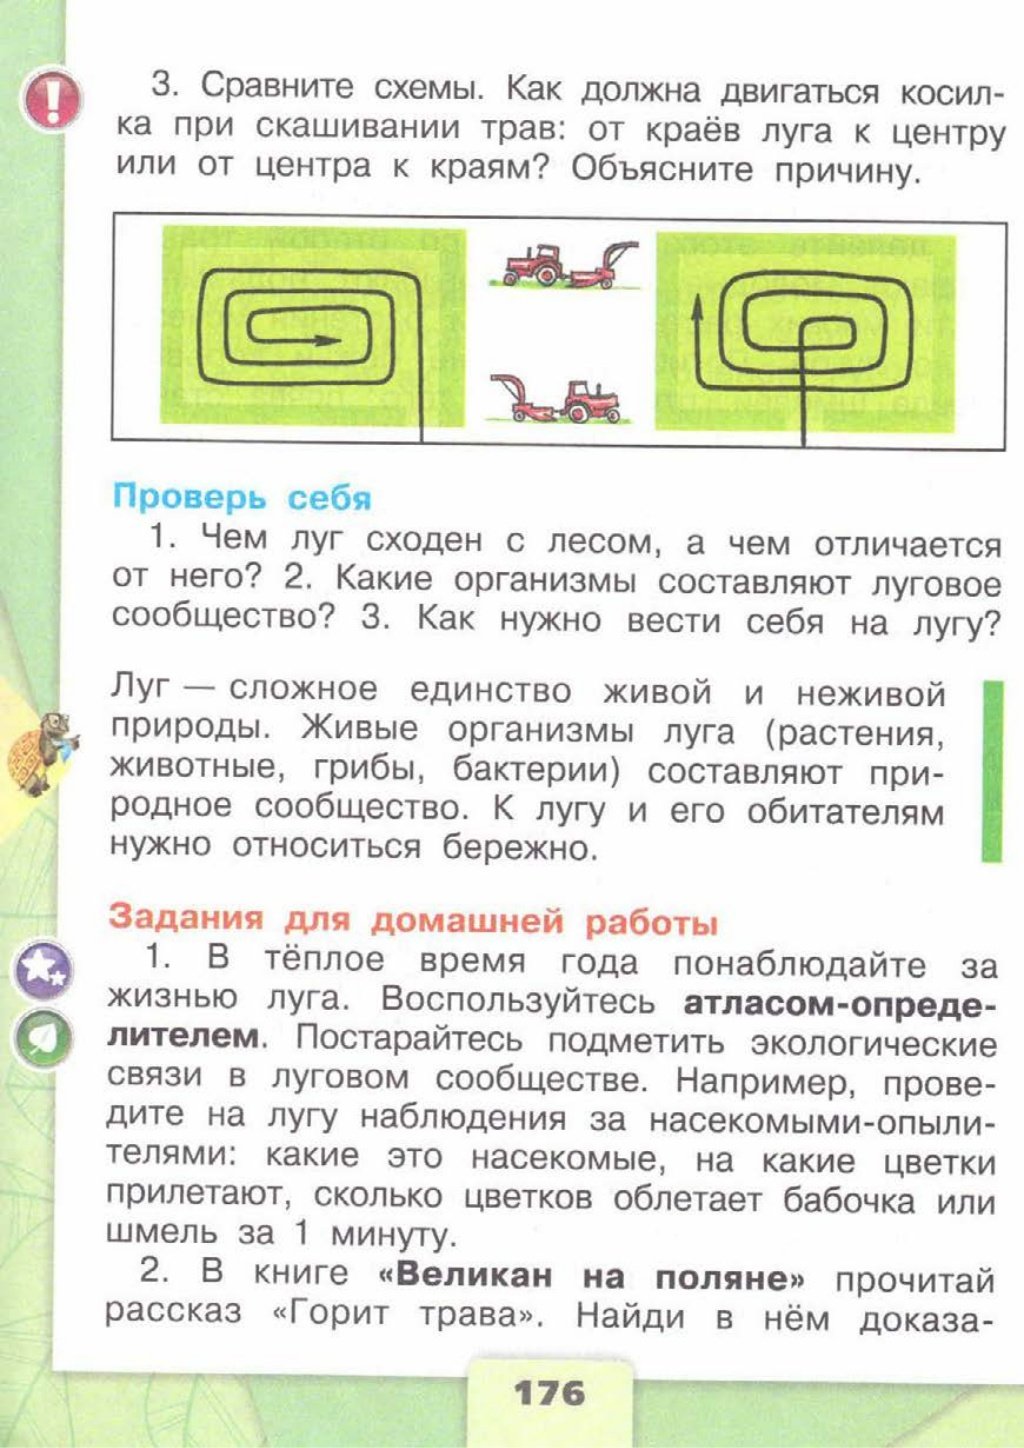 3. Сравните схемы. Как должна двигаться косил-
ка при скашивании трав: от краёв луга к центру
или от центра к краям? Объясните причину.
Проверь себя
1. Чем луг сходен с лесом, а чем отличается
от него? 2. Какие организмы составляют луговое
сообщество? 3. Как нужно вести себя на лугу?
Луг — сложное единство живой и неживой
природы. Живые организмы луга (растения,
животные, грибы, бактерии) составляют при-
родное сообщество. К лугу и его обитателям
нужно относиться бережно.
Задания для домашней работы
1. В тёплое время года понаблюдайте за
жизнью луга. Воспользуйтесь атласом-опреде-
лителем. Постарайтесь подметить экологические
связи в луговом сообществе. Например, прове-
дите на лугу наблюдения за насекомыми-опыли-
телями: какие это насекомые, на какие цветки
прилетают, сколько цветков облетает бабочка или
шмель за 1 минуту.
2. В книге «Великан на поляне» прочитай
рассказ «Горит трава». Найди в нём доказа-
176